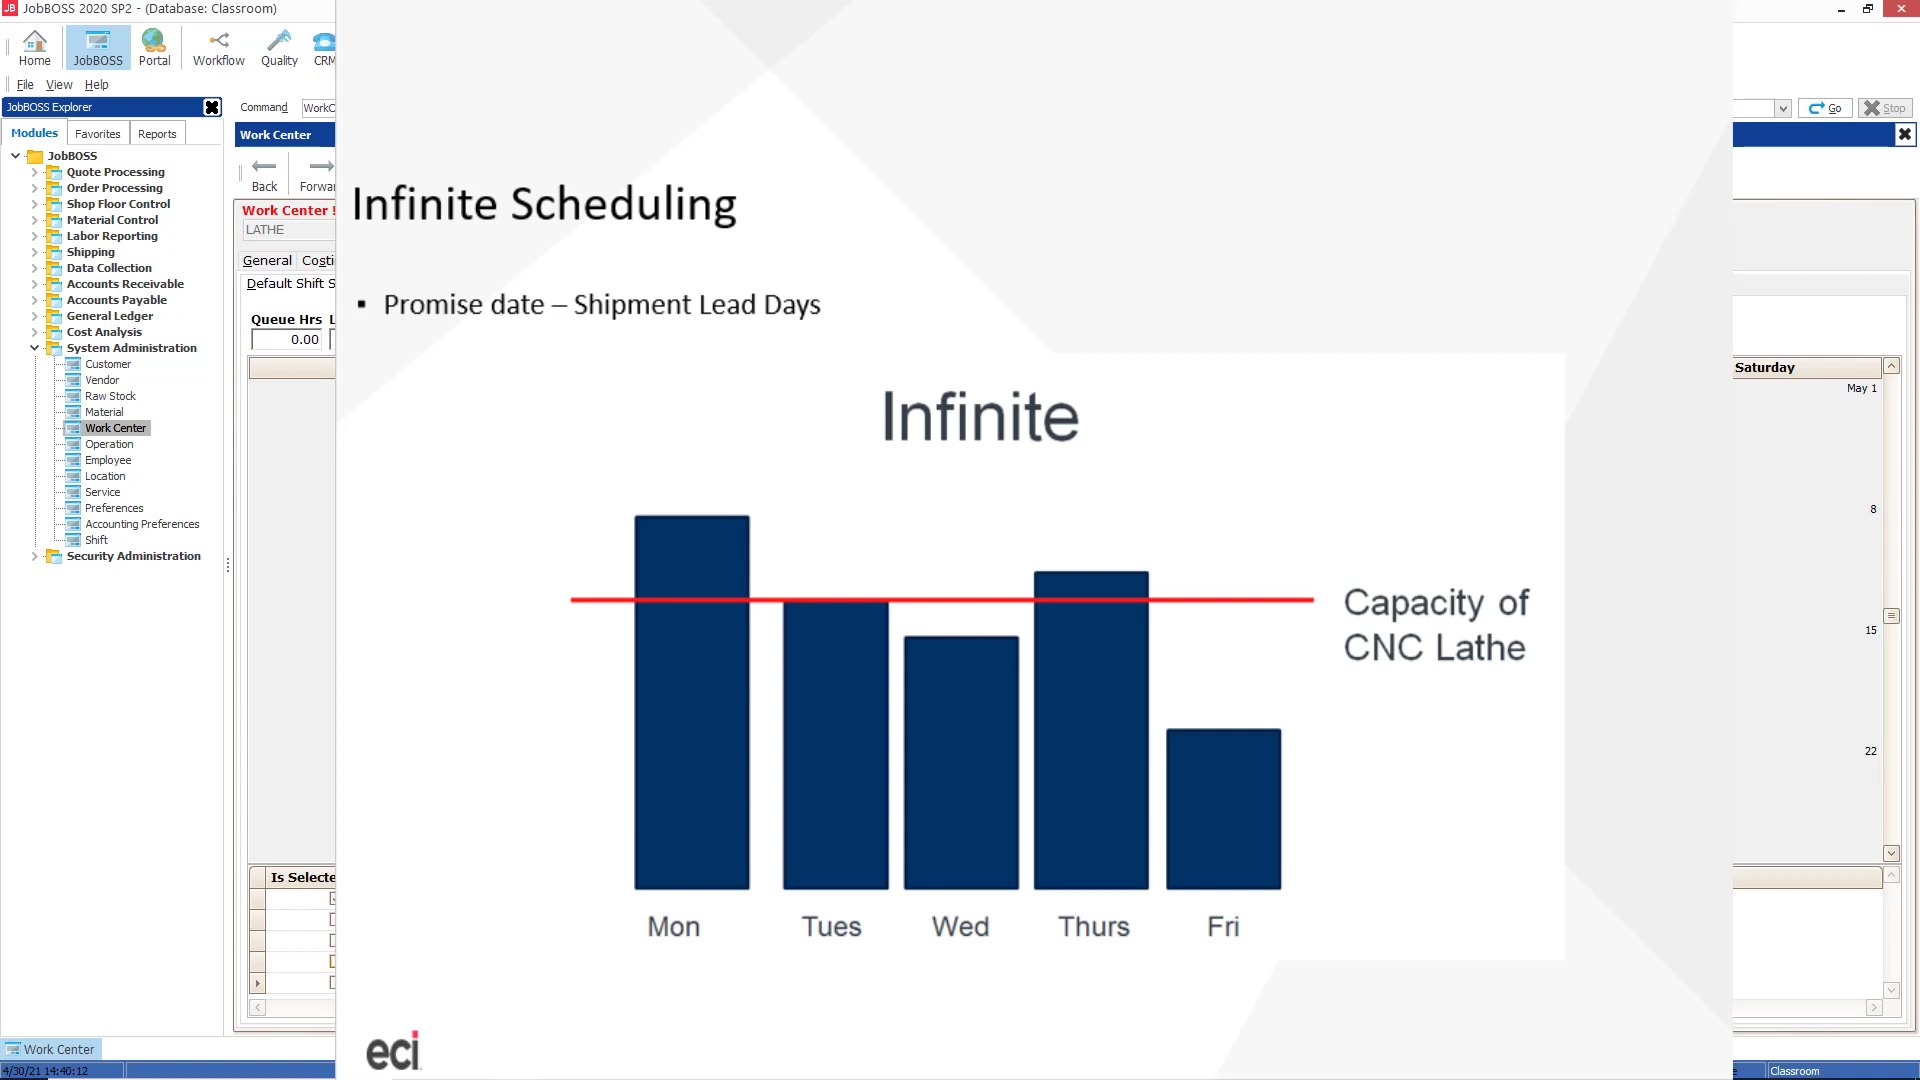 JobBOSS 2020 SP2 - (Database: Classroom)
Home
JobBOSS
Portal
Workflow
Quality
CRM
File View Help
JobBOSS Explorer
Command
Go
Stop
Modules
Favorites
Reports
Work Center
JobBOSS
Quote Processing
Order Processing
Shop Floor Control
Material Control
Labor Reporting
Shipping
Data Collection
Accounts Receivable
Accounts Payable
General Ledger
Cost Analysis
System Administration
Customer
Vendor
Raw Stock
Material
Work Center
Operation
Employee
Location
Service
Preferences
Accounting Preferences
Shift
Security Administration
Back
Work Center
LATHE
General
Default Shift
Queue Hrs
0.00
Infinite Scheduling
▪ Promise date – Shipment Lead Days
Infinite
Capacity of
CNC Lathe
Mon Tues Wed Thurs Fri
eci
Saturday
May 1
8
15
22
Work Center
4/30/21 14:40:12
Classroom